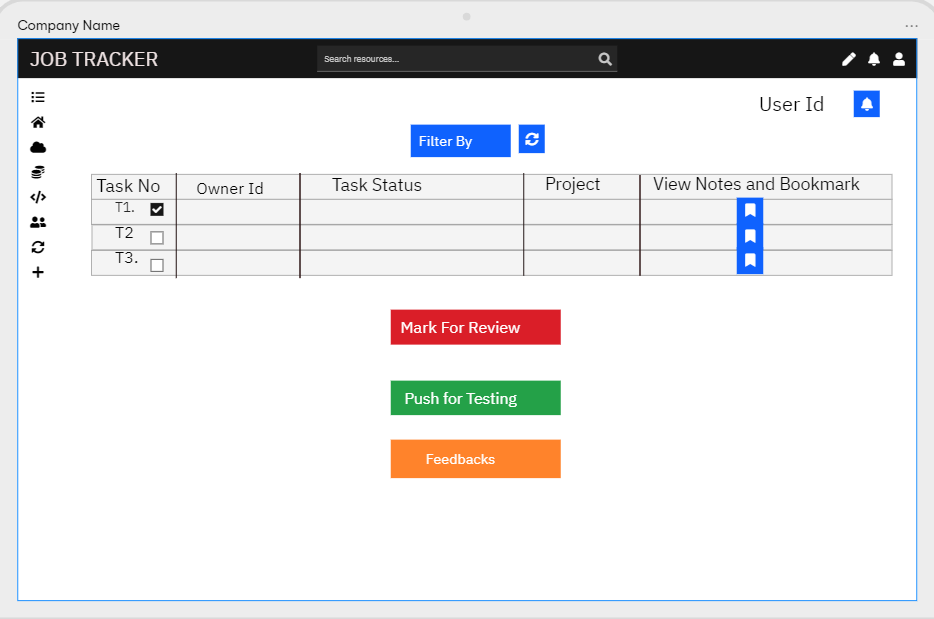 Company Name
JOB TRACKER
Search resources...
User Id
Filter By
Task No Owner Id Task Status Project View Notes and Bookmark
T1.
T2
T3.
Mark For Review
Push for Testing
Feedbacks